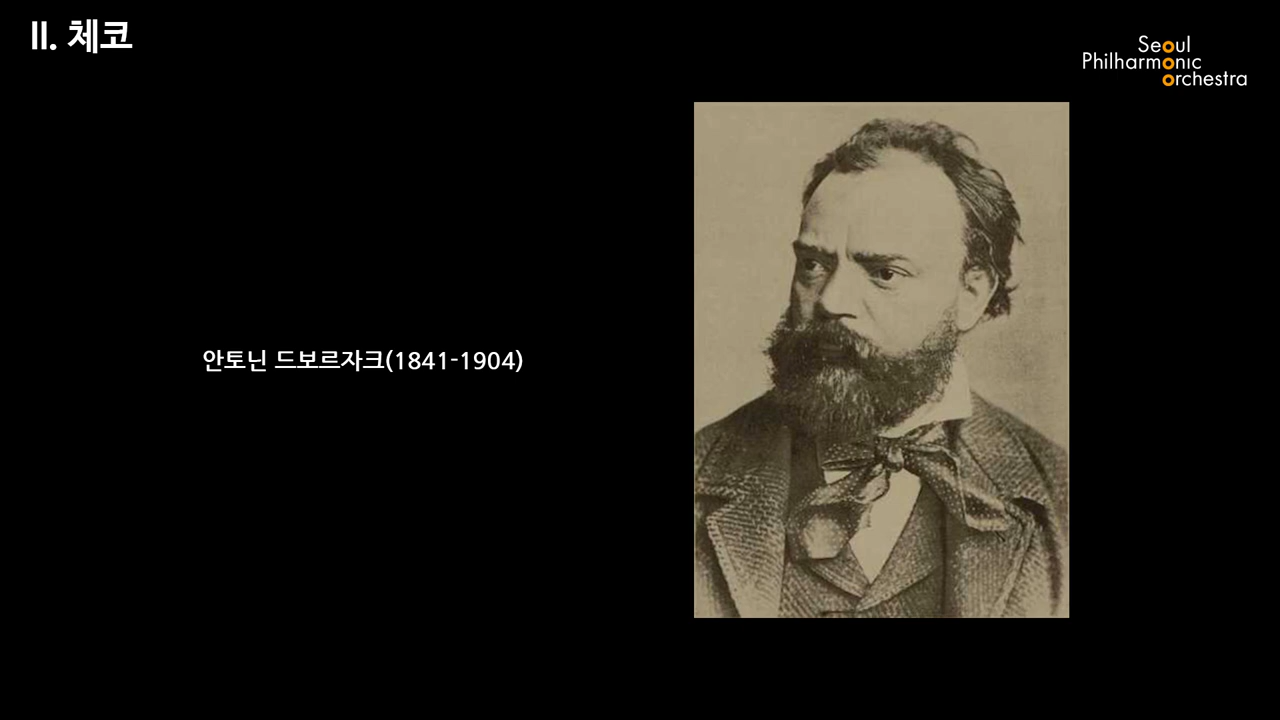 II. 체코
Seoul
Philharmonic
orchestra
안토닌 드보르자크(1841-1904)